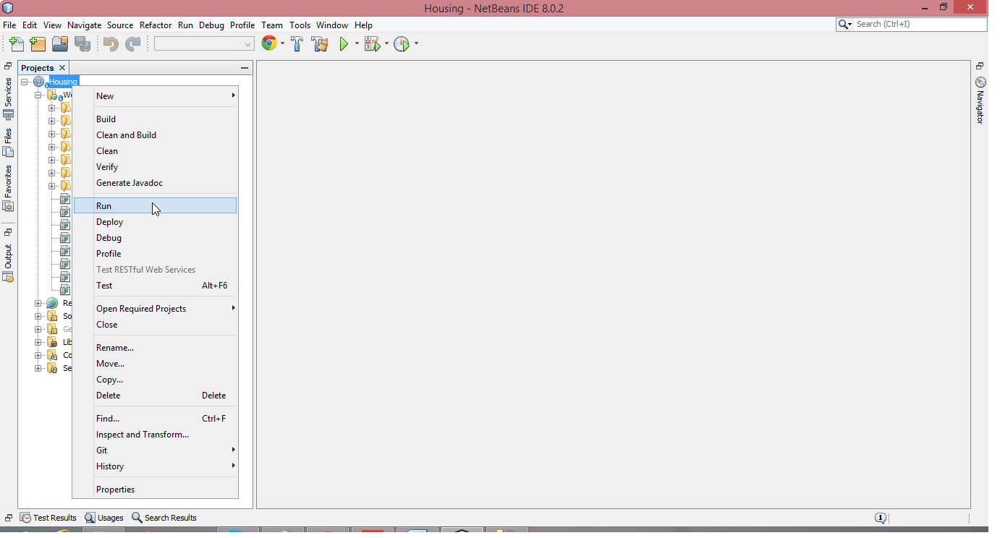 Housing - NetBeans IDE 8.0.2
File Edit View Navigate Source Refactor Run Debug Profile Team Tools Window Help
Search (Ctrl+I)
Projects
Services
Files
Favorites
Output
Navigator
Housing
We
Re
So
Ge
Lib
Co
Se
New
Build
Clean and Build
Clean
Verify
Generate Javadoc
Run
Deploy
Debug
Profile
Test RESTful Web Services
Test Alt+F6
Open Required Projects
Close
Rename...
Move...
Copy...
Delete Delete
Find... Ctrl+F
Inspect and Transform...
Git
History
Properties
Test Results Usages Search Results
1